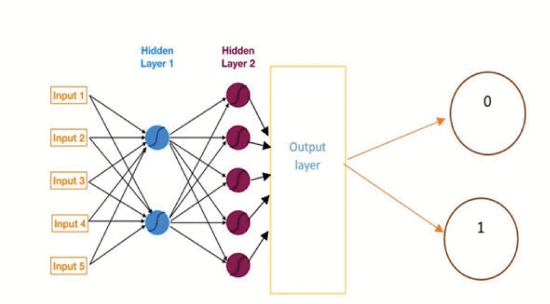 Hidden
Layer 1
Hidden
Layer 2
Input 1
Input 2
Input 3
Input 4
Input 5
Output
layer
0
1